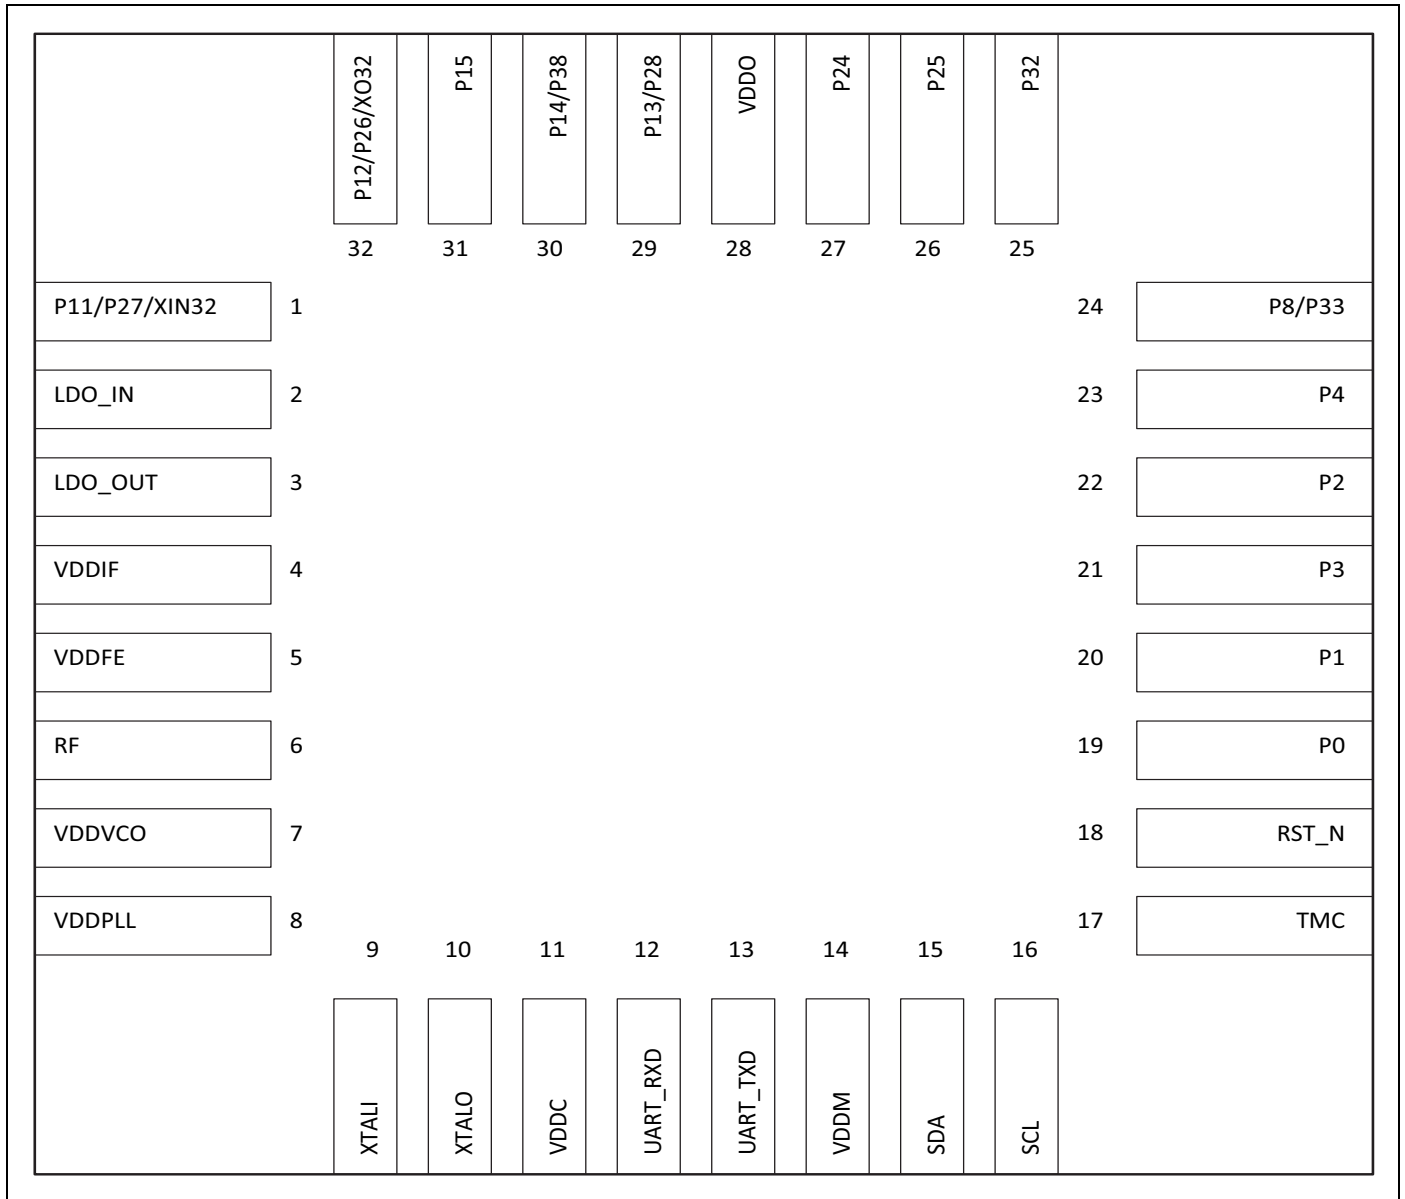 P12/P26/XO32
P15
P14/P38
P13/P28
VDDO
P24
P25
P32
32 31 30 29 28 27 26 25
P11/P27/XIN32 1 24 P8/P33
LDO_IN 2 23 P4
LDO_OUT 3 22 P2
VDDIF 4 21 P3
VDDFE 5 20 P1
RF 6 19 P0
VDDVCO 7 18 RST_N
VDDPLL 8 17 TMC
9 10 11 12 13 14 15 16
XTALI
XTALO
VDDC
UART_RXD
UART_TXD
VDDM
SDA
SCL